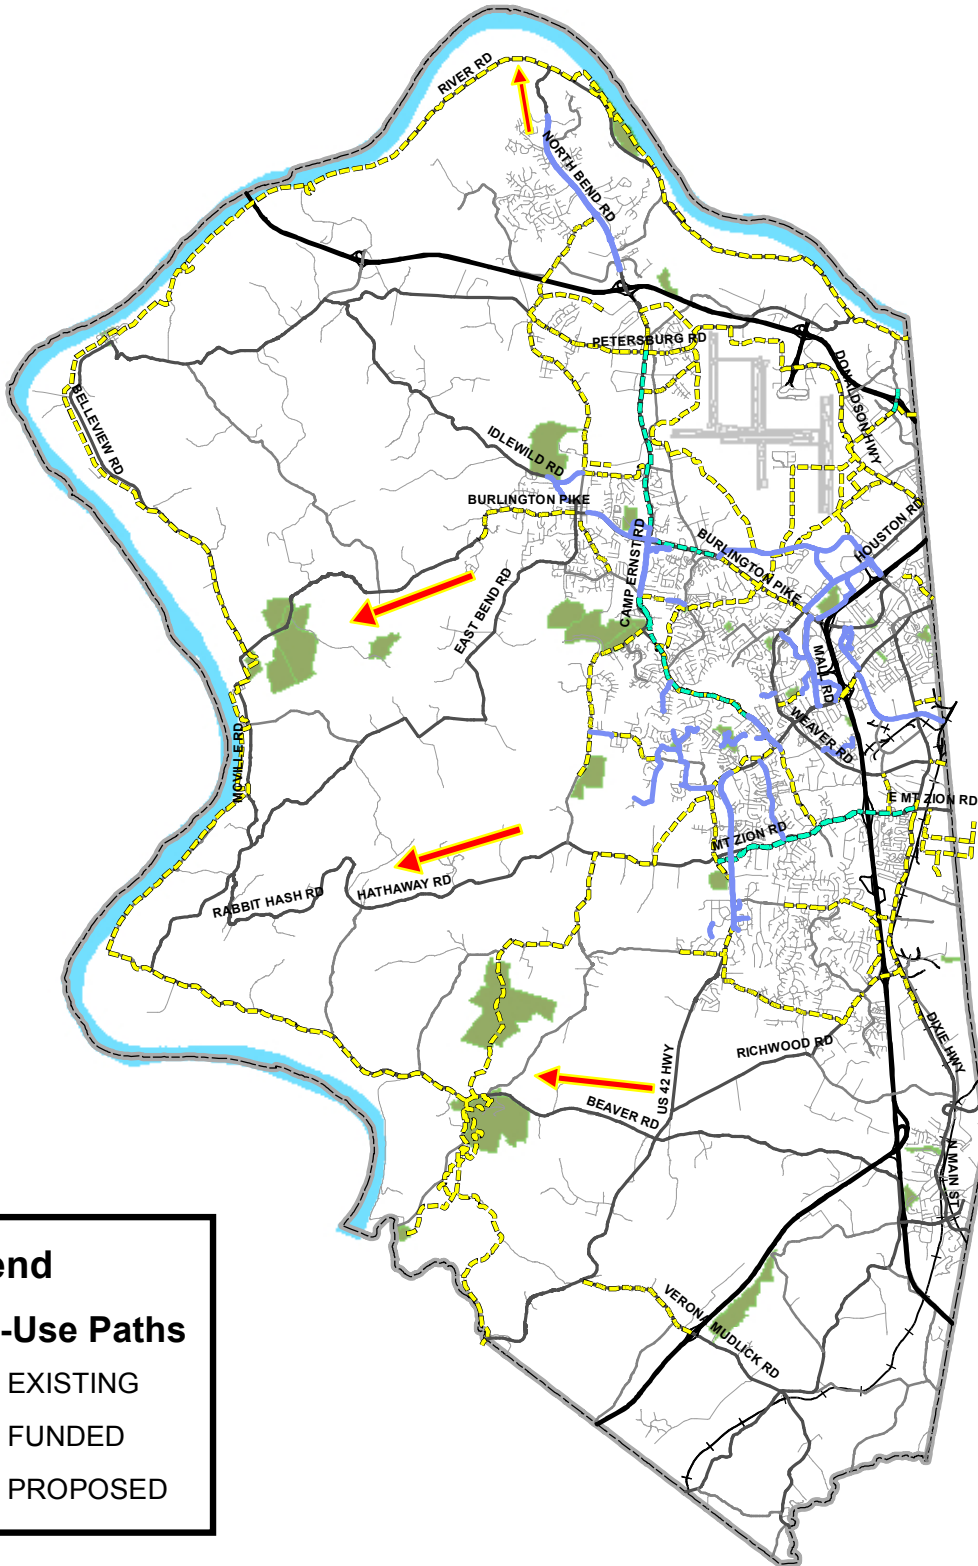 RIVER RD
NORTH BEND RD
PETERSBURG RD
DONALDSON HWY
BELLEVIEW RD
IDLEWILD RD
BURLINGTON PIKE
HOUSTON RD
BURLINGTON PIKE
CAMP ERNST RD
EAST BEND RD
MALL RD
WEAVER RD
MCVILLE RD
E MT ZION RD
MT ZION RD
HATHAWAY RD
RABBIT HASH RD
DIXIE HWY
RICHWOOD RD
US 42 HWY
BEAVER RD
N MAIN ST
VERONA MUDLICK RD
end
-Use Paths
EXISTING
FUNDED
PROPOSED